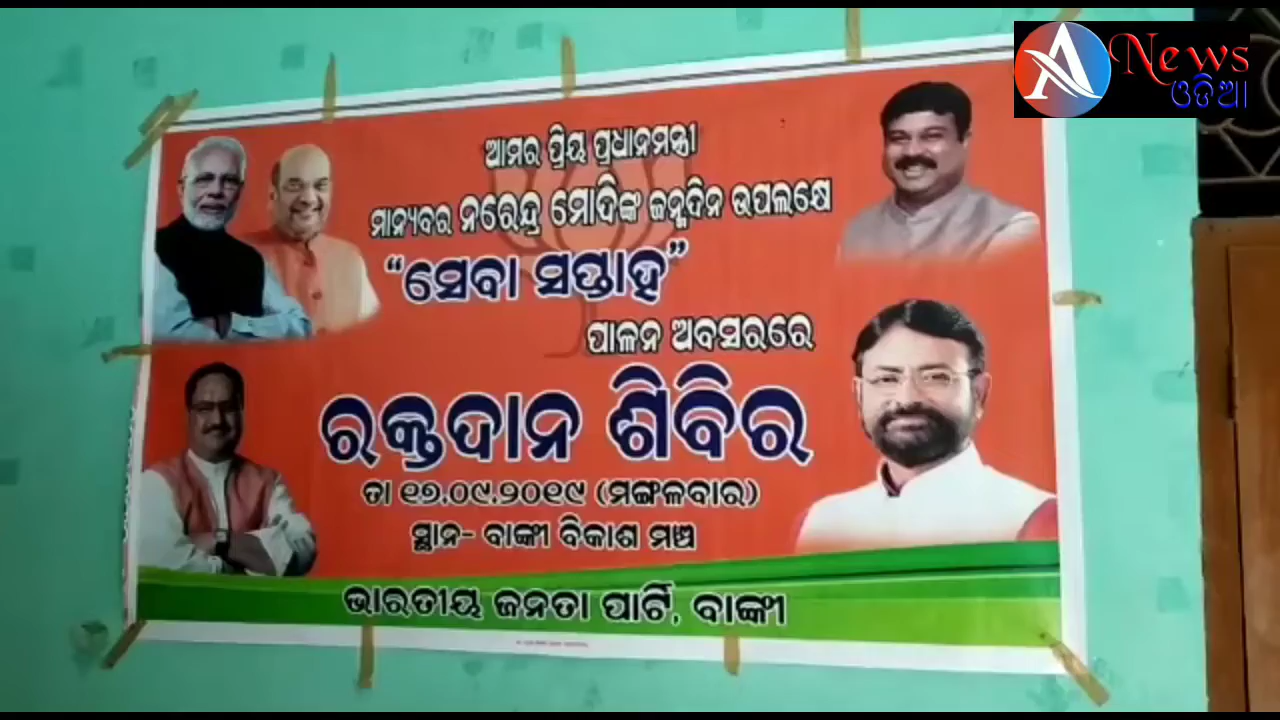 A News
ଓଡିଆ
ଆମର ପ୍ରିୟ ପ୍ରଧାନମନ୍ତ୍ରୀ
ମାନ୍ୟବର ନରେନ୍ଦ୍ର ମୋଦିଙ୍କ ଜନ୍ମଦିନ ଉପଲକ୍ଷେ
“ସେବା ସପ୍ତାହ”
ପାଳନ ଅବସରରେ
ରକ୍ତଦାନ ଶିବିର
ତା ୧୭.୦୯.୨୦୧୯ (ମଙ୍ଗଳବାର)
ସ୍ଥାନ- ବାଙ୍କୀ ବିକାଶ ମଞ୍ଚ
ଭାରତୀୟ ଜନତା ପାର୍ଟି, ବାଙ୍କୀ